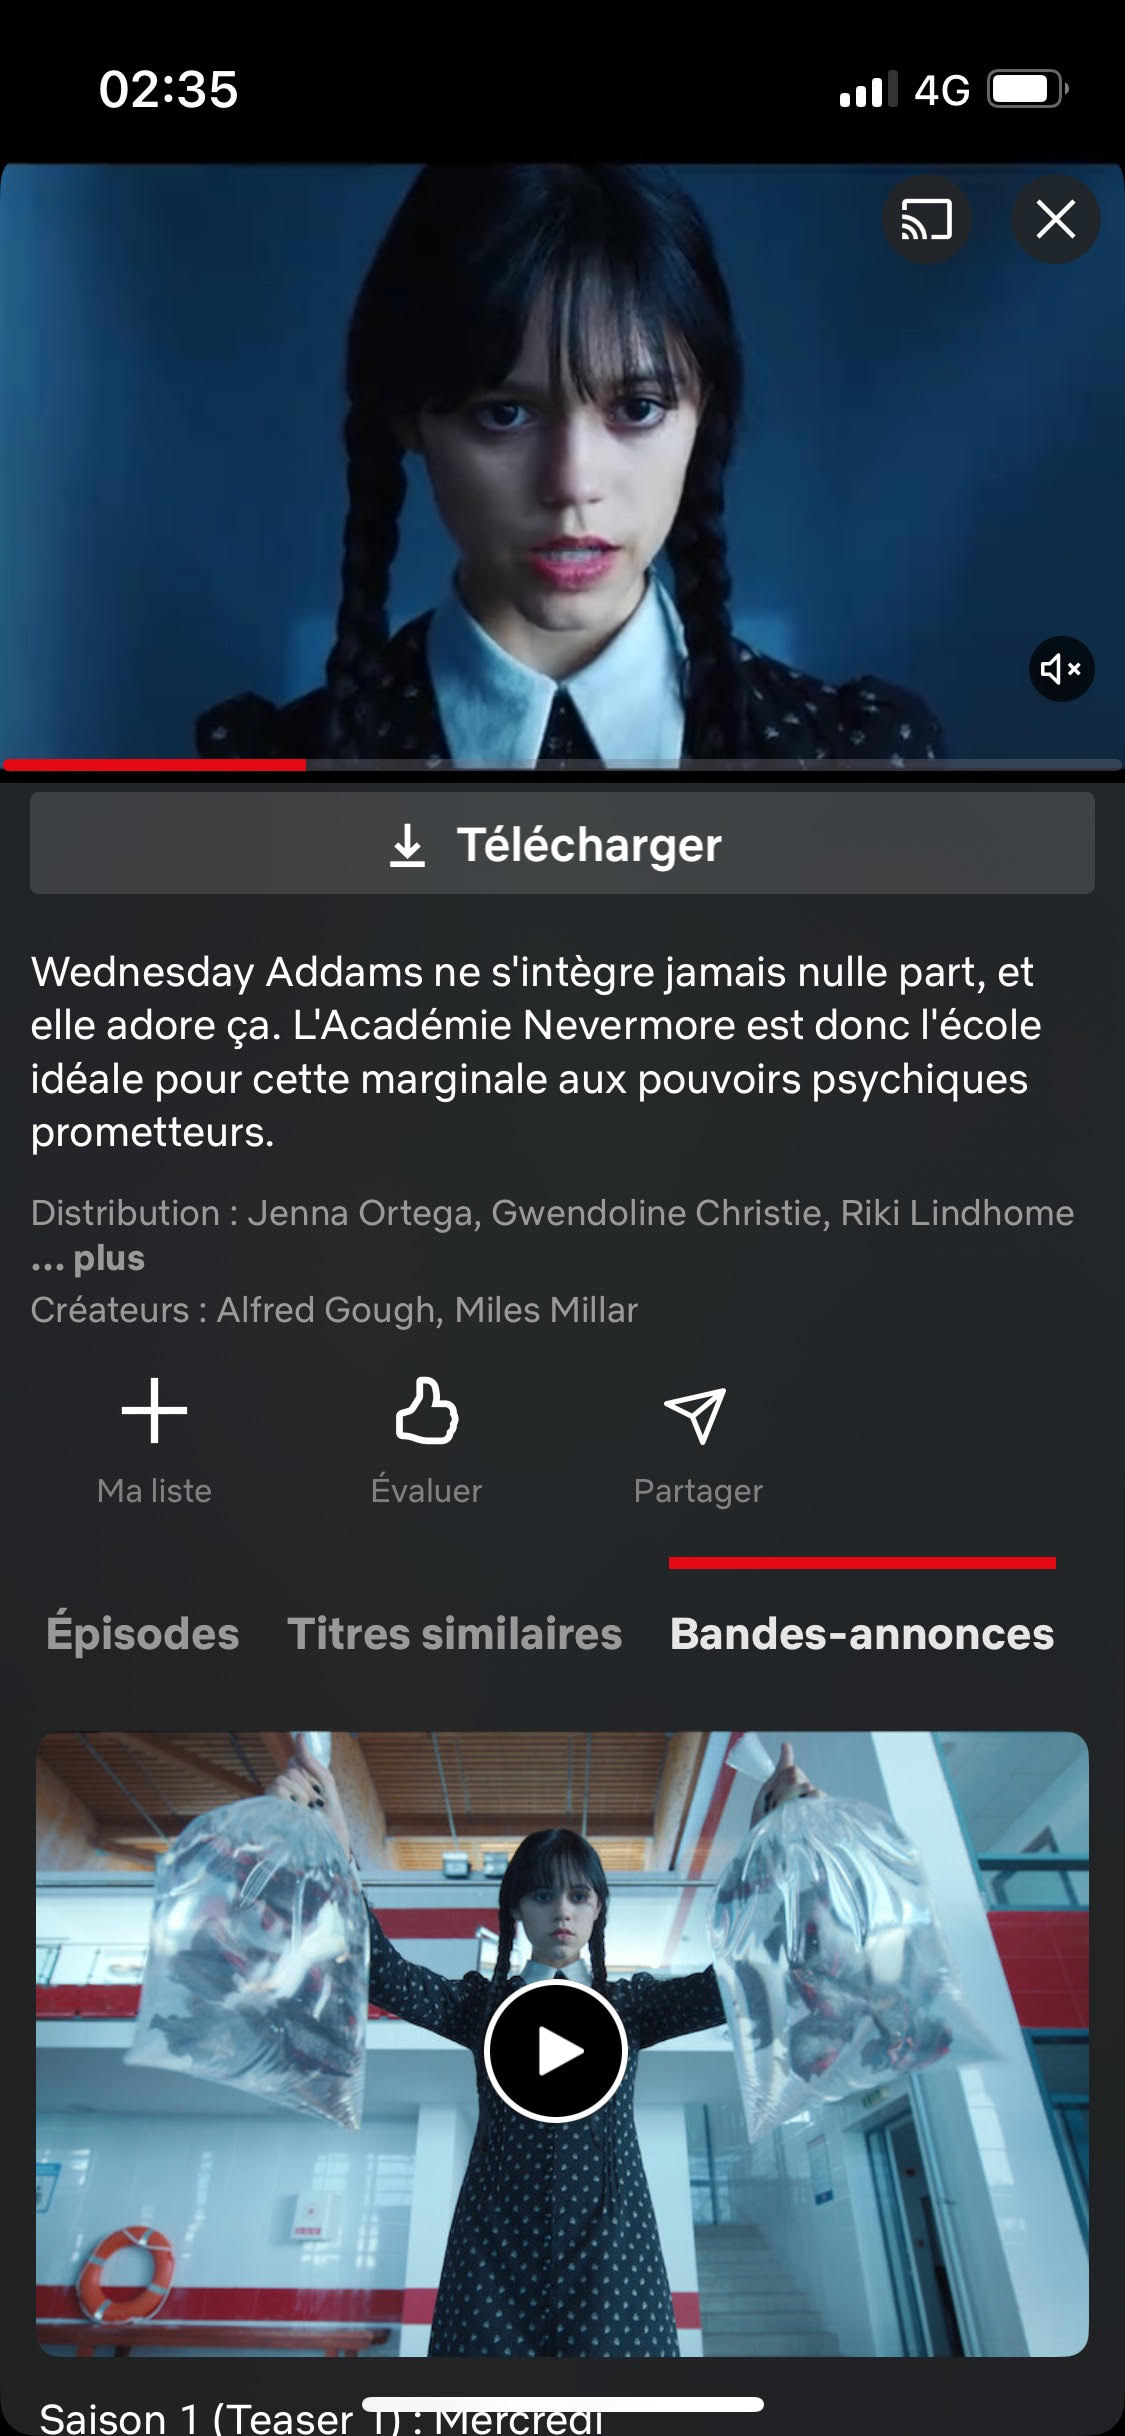 02:35
4G
Télécharger
Wednesday Addams ne s'intègre jamais nulle part, et
elle adore ça. L'Académie Nevermore est donc l'école
idéale pour cette marginale aux pouvoirs psychiques
prometteurs.
Distribution : Jenna Ortega, Gwendoline Christie, Riki Lindhome
... plus
Créateurs : Alfred Gough, Miles Millar
Ma liste
Évaluer
Partager
Épisodes
Titres similaires
Bandes-annonces
Saison 1 (Teaser 1) : Mercredi